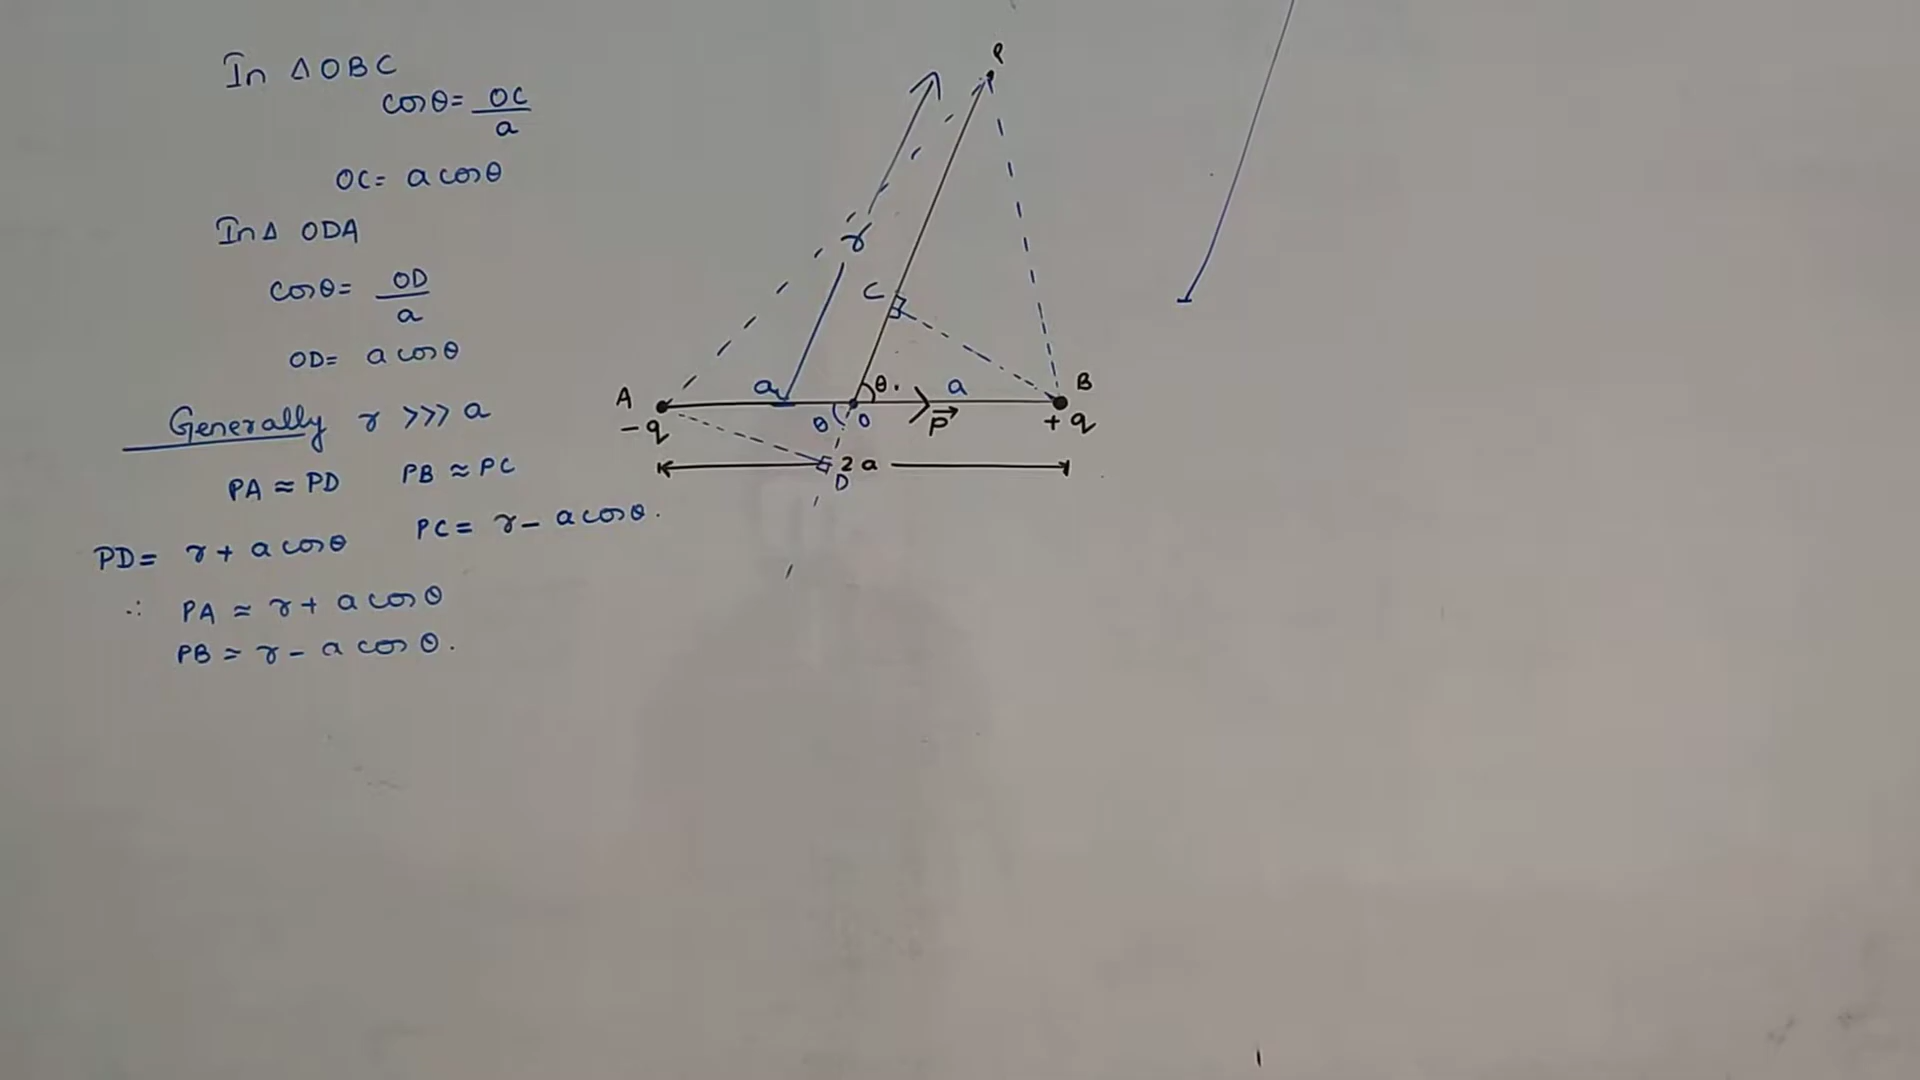 In Δ OBC
cosθ = OC/a
OC = a cosθ
In Δ ODA
cosθ = OD/a
OD = a cosθ
Generally r >>> a
PA ≈ PD PB ≈ PC
PD = r + a cosθ PC = r - a cosθ.
∴ PA ≈ r + a cosθ
PB ≈ r - a cosθ.
P
r
C
A a θ. a B
-q θ O p⃗ +q
2a
D